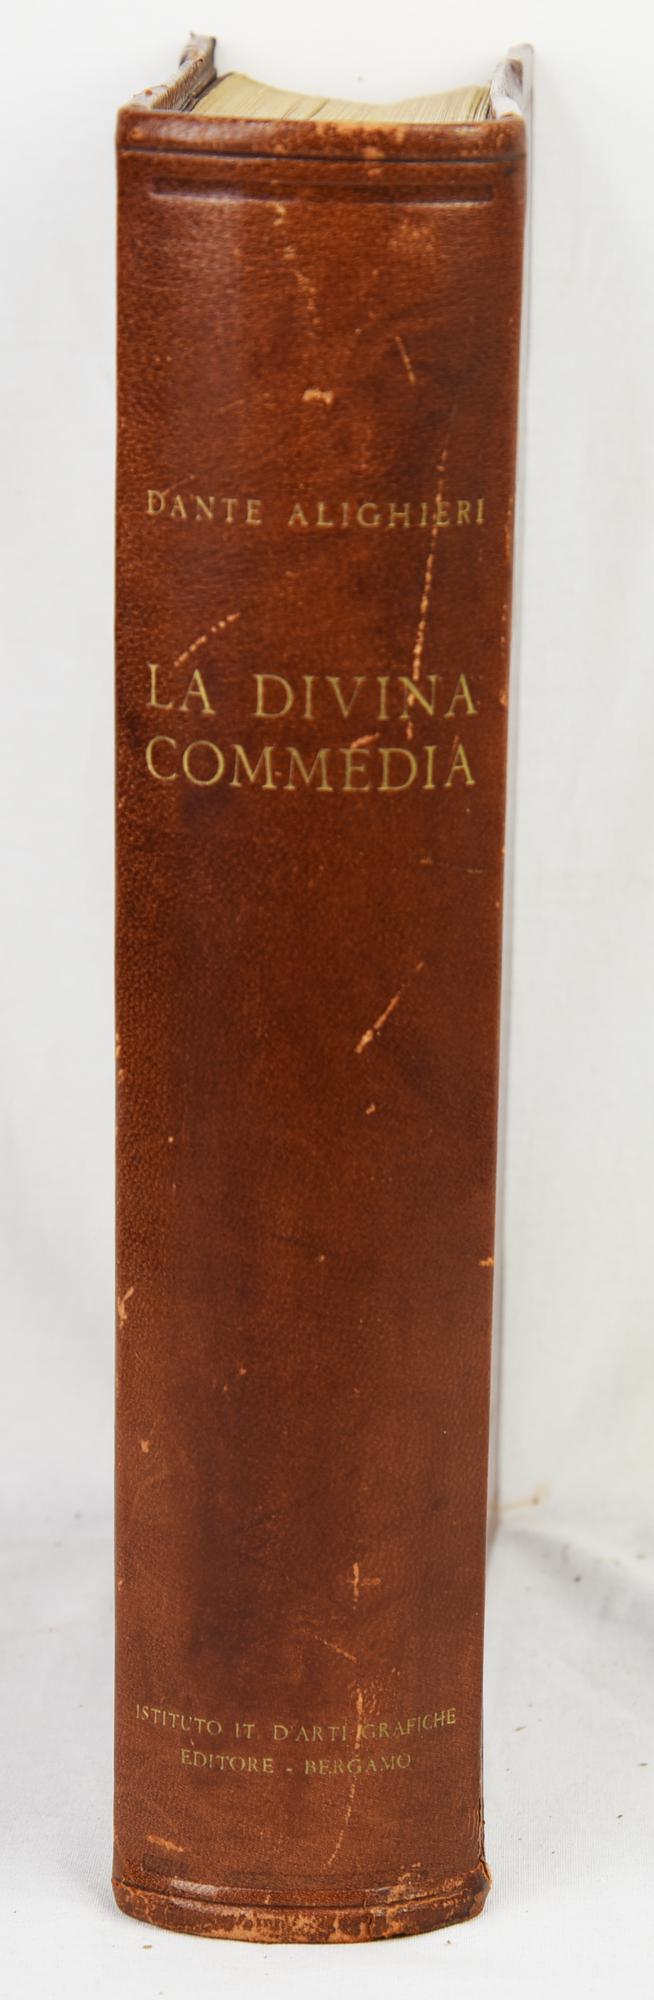 DANTE ALIGHIERI
LA DIVINA
COMMEDIA
ISTITUTO IT. D'ARTI GRAFICHE
EDITORE - BERGAMO